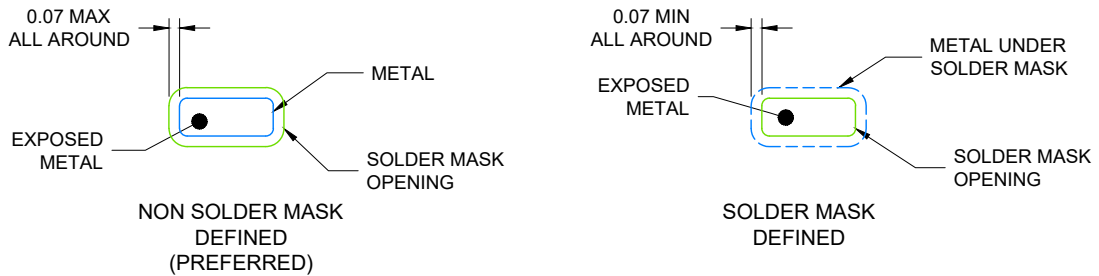 0.07 MAX
ALL AROUND
METAL
EXPOSED
METAL
SOLDER MASK
OPENING
NON SOLDER MASK
DEFINED
(PREFERRED)
0.07 MIN
ALL AROUND
METAL UNDER
SOLDER MASK
EXPOSED
METAL
SOLDER MASK
OPENING
SOLDER MASK
DEFINED